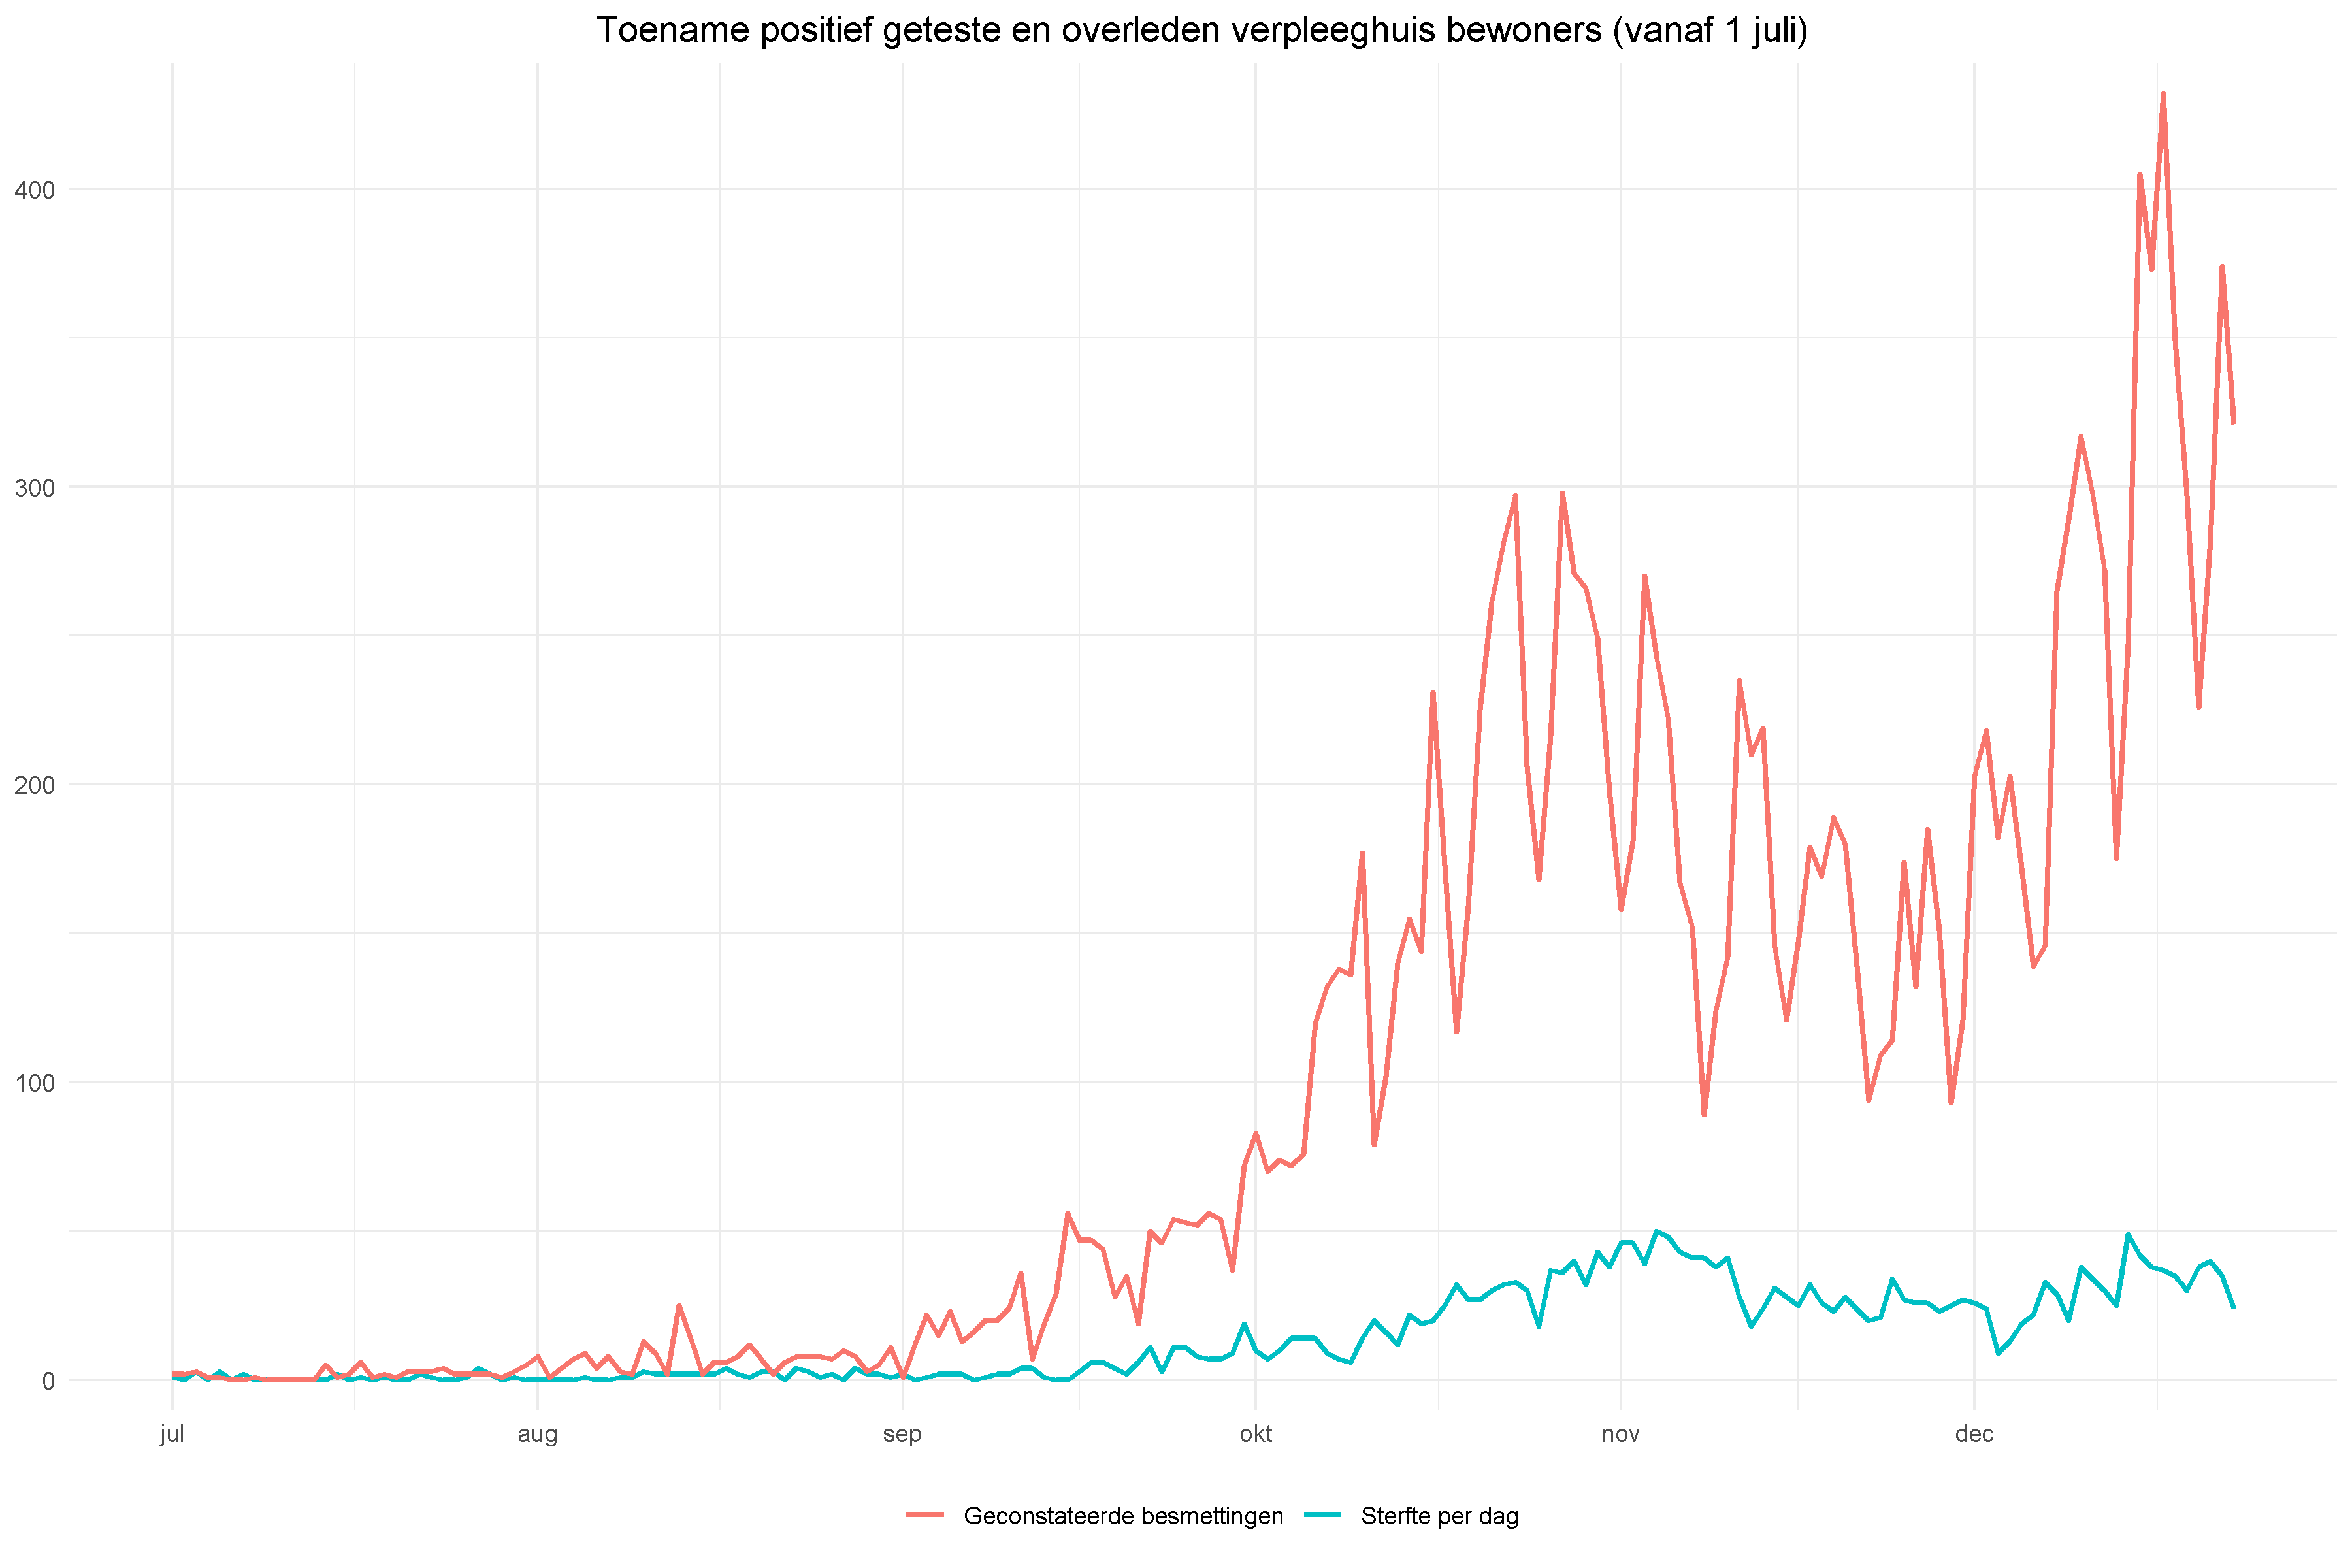 Toename positief geteste en overleden verpleeghuis bewoners (vanaf 1 juli)
400
300
200
100
0
jul aug sep okt nov dec
Geconstateerde besmettingen Sterfte per dag